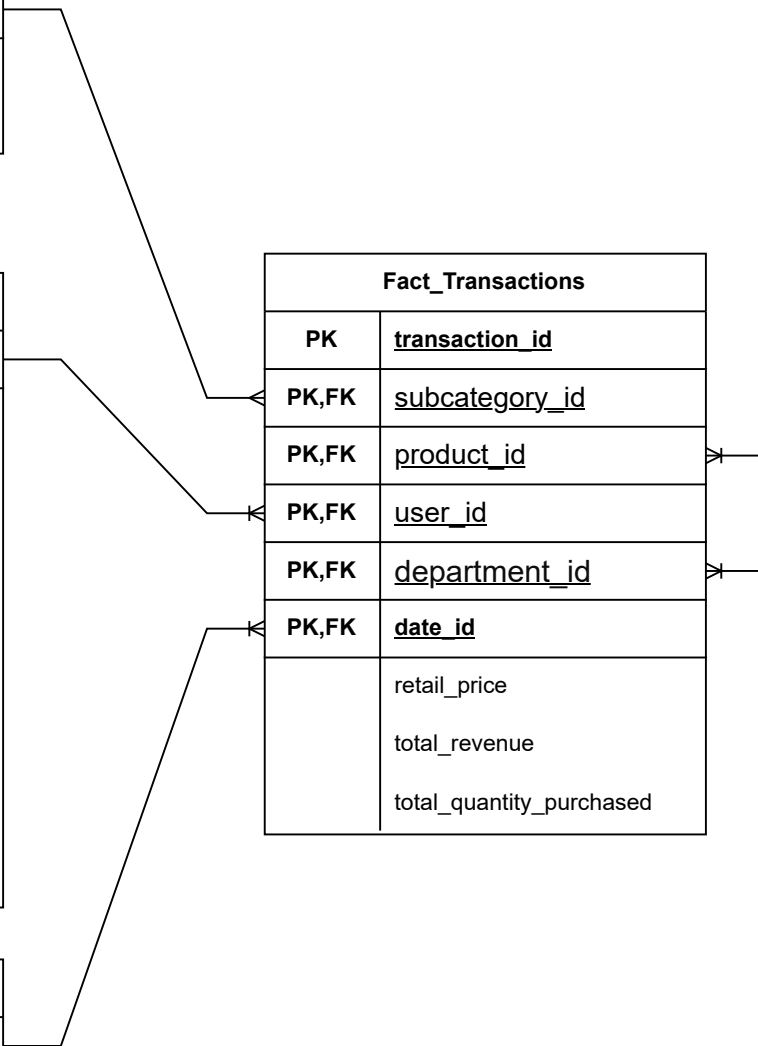 Fact_Transactions
PK transaction_id
PK,FK subcategory_id
PK,FK product_id
PK,FK user_id
PK,FK department_id
PK,FK date_id
retail_price
total_revenue
total_quantity_purchased